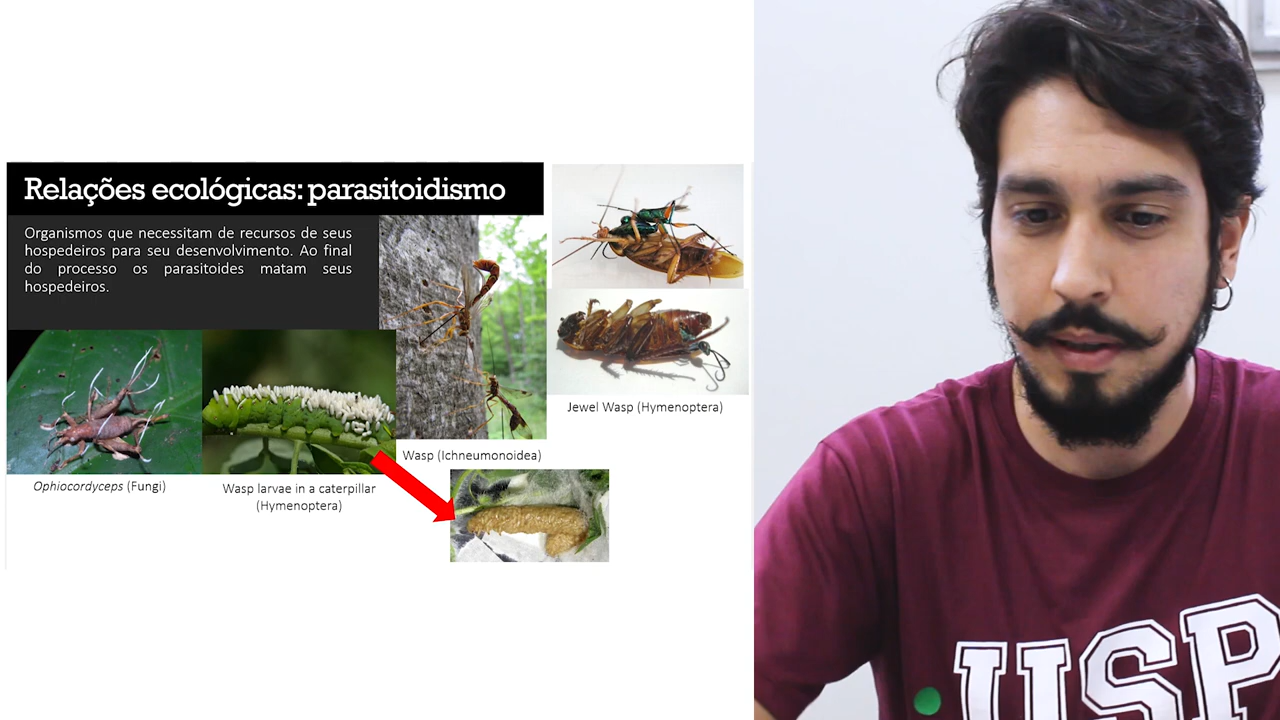 Relações ecológicas: parasitoidismo
Organismos que necessitam de recursos de seus
hospedeiros para seu desenvolvimento. Ao final
do processo os parasitoides matam seus
hospedeiros.
Jewel Wasp (Hymenoptera)
Wasp (Ichneumonoidea)
Ophiocordyceps (Fungi)
Wasp larvae in a caterpillar
(Hymenoptera)
USP